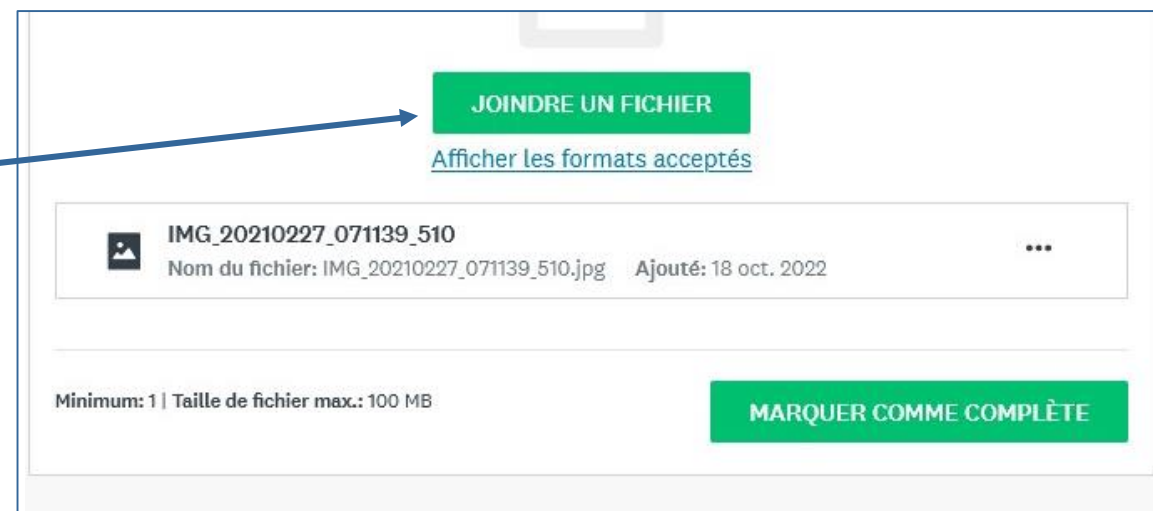 JOINDRE UN FICHIER
Afficher les formats acceptés
IMG_20210227_071139_510
Nom du fichier: IMG_20210227_071139_510.jpg Ajouté: 18 oct. 2022
Minimum: 1 | Taille de fichier max.: 100 MB
MARQUER COMME COMPLÈTE